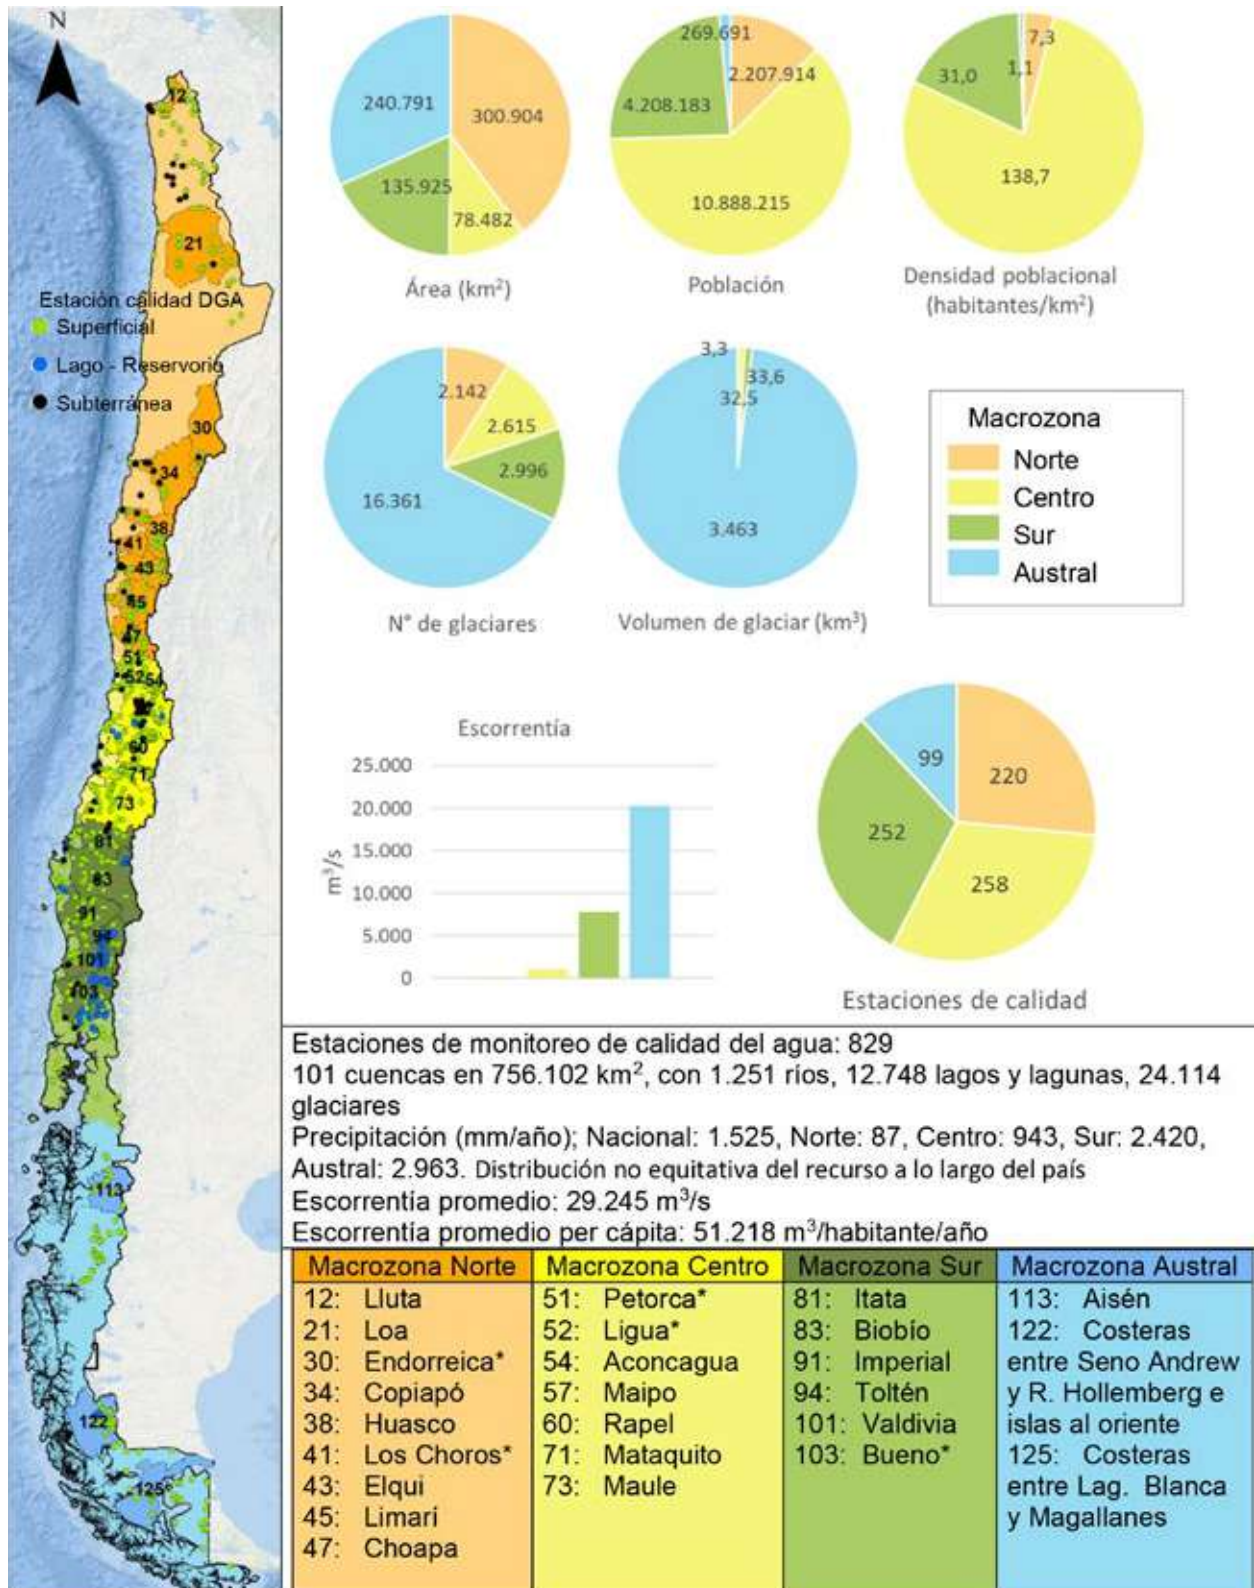 N
12
21
Estación calidad DGA
Superficial
Lago - Reservorio
Subterránea
30
34
38
41
43
45
47
51
52
54
60
71
73
81
83
91
94
101
103
113
122
125
240.791
300.904
135.925
78.482
Área (km²)
269.691
2.207.914
4.208.183
10.888.215
Población
7,3
1,1
31,0
138,7
Densidad poblacional
(habitantes/km²)
2.142
2.615
2.996
16.361
N° de glaciares
3,3
33,6
32,5
3.463
Volumen de glaciar (km³)
Macrozona
Norte
Centro
Sur
Austral
Escorrentía
25.000
20.000
15.000
10.000
5.000
0
m³/s
99
220
252
258
Estaciones de calidad
Estaciones de monitoreo de calidad del agua: 829
101 cuencas en 756.102 km², con 1.251 ríos, 12.748 lagos y lagunas, 24.114
glaciares
Precipitación (mm/año); Nacional: 1.525, Norte: 87, Centro: 943, Sur: 2.420,
Austral: 2.963. Distribución no equitativa del recurso a lo largo del país
Escorrentía promedio: 29.245 m³/s
Escorrentía promedio per cápita: 51.218 m³/habitante/año
Macrozona Norte
12: Lluta
21: Loa
30: Endorreica*
34: Copiapó
38: Huasco
41: Los Choros*
43: Elqui
45: Limarí
47: Choapa
Macrozona Centro
51: Petorca*
52: Ligua*
54: Aconcagua
57: Maipo
60: Rapel
71: Mataquito
73: Maule
Macrozona Sur
81: Itata
83: Biobío
91: Imperial
94: Toltén
101: Valdivia
103: Bueno*
Macrozona Austral
113: Aisén
122: Costeras
entre Seno Andrew
y R. Hollemberg e
islas al oriente
125: Costeras
entre Lag. Blanca
y Magallanes